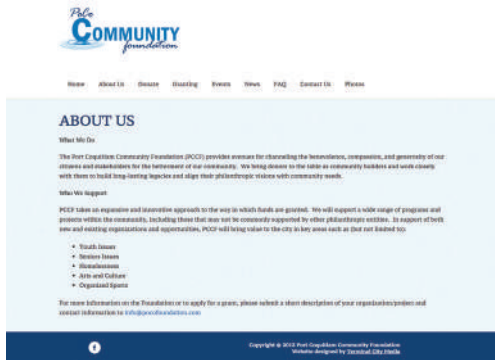 PoCo
COMMUNITY
foundation
Home About Us Donate Granting Events News FAQ Contact Us Photos
ABOUT US
What We Do
The Port Coquitlam Community Foundation (PCCF) provides avenues for channeling the benevolence, compassion, and generosity of our
citizens and stakeholders for the betterment of our community. We bring donors to the table as community builders and work closely
with them to build long-lasting legacies and align their philanthropic visions with community needs.
Who We Support
PCCF takes an expansive and innovative approach to the way in which funds are granted. We will support a wide range of programs and
projects within the community, including those that may not be commonly supported by other philanthropic entities. In support of both
new and existing organizations and opportunities, PCCF will bring value to the city in key areas such as (but not limited to):
• Youth Issues
• Seniors Issues
• Homelessness
• Arts and Culture
• Organized Sports
For more information on the Foundation or to apply for a grant, please submit a short description of your organization/project and
contact information to info@pocofoundation.com
f
Copyright © 2015 Port Coquitlam Community Foundation
Website designed by Terminal City Media